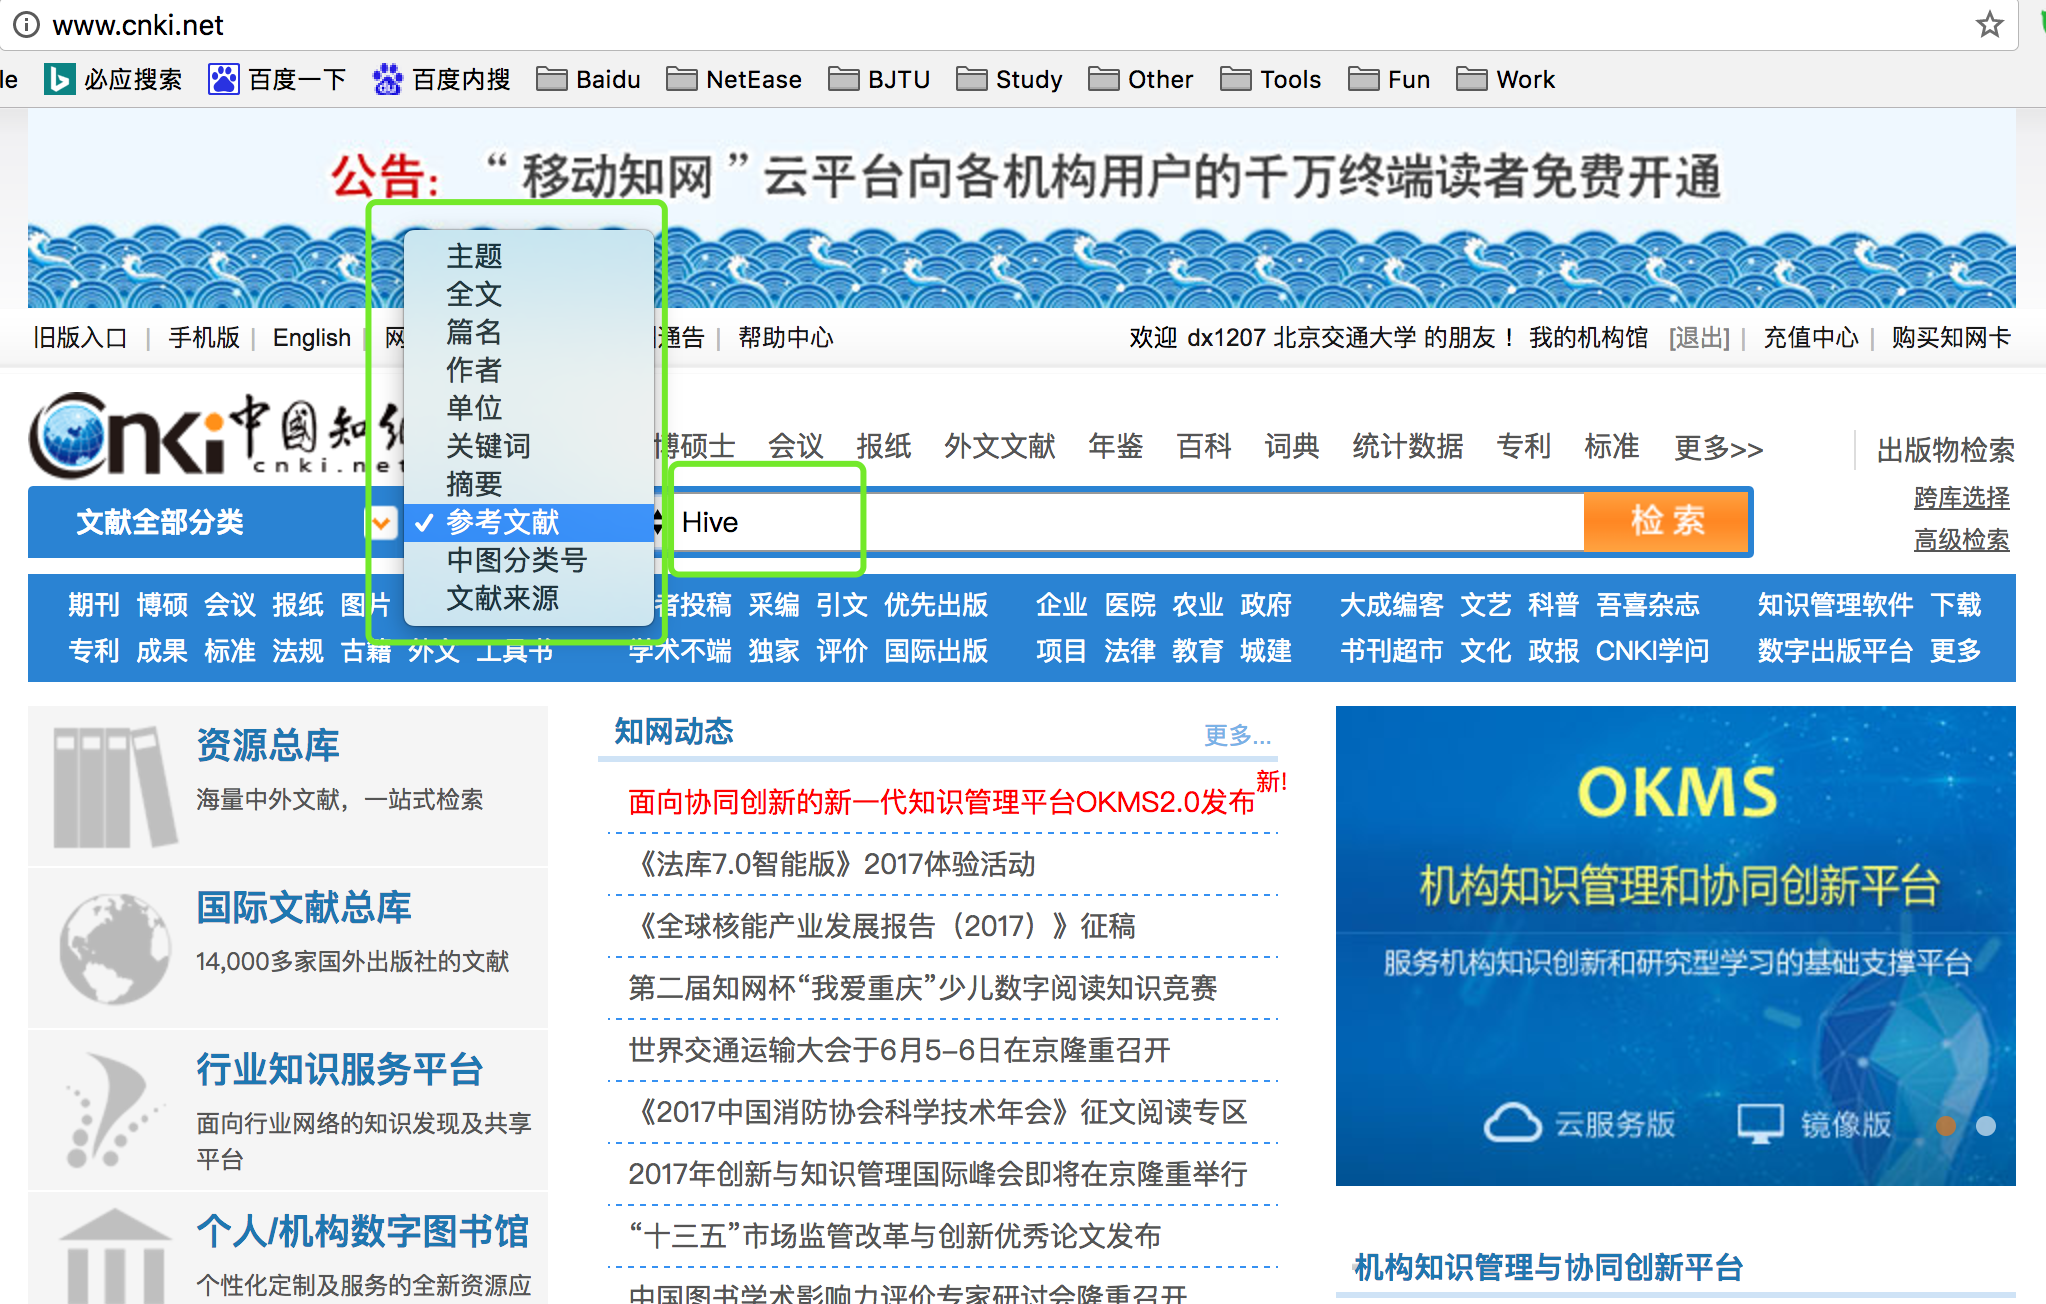 www.cnki.net
le 必应搜索 百度一下 百度内搜 Baidu NetEase BJTU Study Other Tools Fun Work
公告: “移动知网”云平台向各机构用户的千万终端读者免费开通
旧版入口 | 手机版 | English | 网 通告 | 帮助中心 欢迎 dx1207 北京交通大学 的朋友！ 我的机构馆 [退出] | 充值中心 | 购买知网卡
主题
全文
篇名
作者
单位
关键词
摘要
✓ 参考文献
中图分类号
文献来源
Cnki 中國知
cnki.net
博硕士 会议 报纸 外文文献 年鉴 百科 词典 统计数据 专利 标准 更多>> 出版物检索
文献全部分类 Hive 检索
跨库选择
高级检索
期刊 博硕 会议 报纸 图片 者投稿 采编 引文 优先出版 企业 医院 农业 政府 大成编客 文艺 科普 吾喜杂志 知识管理软件 下载
专利 成果 标准 法规 古籍 外文 工具书 学术不端 独家 评价 国际出版 项目 法律 教育 城建 书刊超市 文化 政报 CNKI学问 数字出版平台 更多
资源总库
海量中外文献，一站式检索
国际文献总库
14,000多家国外出版社的文献
行业知识服务平台
面向行业网络的知识发现及共享
平台
个人/机构数字图书馆
个性化定制及服务的全新资源应
知网动态 更多...
面向协同创新的新一代知识管理平台OKMS2.0发布 新!
《法库7.0智能版》2017体验活动
《全球核能产业发展报告（2017）》征稿
第二届知网杯“我爱重庆”少儿数字阅读知识竞赛
世界交通运输大会于6月5-6日在京隆重召开
《2017中国消防协会科学技术年会》征文阅读专区
2017年创新与知识管理国际峰会即将在京隆重举行
“十三五”市场监管改革与创新优秀论文发布
中国图书学术影响力评价专家研讨会隆重召开
OKMS
机构知识管理和协同创新平台
服务机构知识创新和研究型学习的基础支撑平台
云服务版 镜像版
机构知识管理与协同创新平台